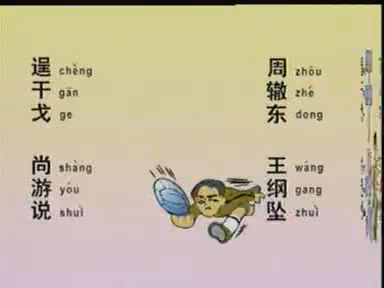 周 zhōu
辙 zhé
东 dong
王 wáng
纲 gang
坠 zhuì
逞 chěng
干 gān
戈 ge
尚 shàng
游 yóu
说 shuì